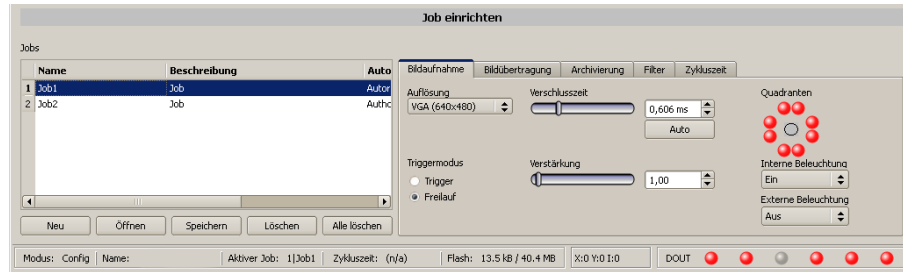 Job einrichten
Jobs
Name Beschreibung Auto
1 Job1 Job Autor
2 Job2 Job Autho
Neu Öffnen Speichern Löschen Alle löschen
Bildaufnahme Bildübertragung Archivierung Filter Zykluszeit
Auflösung Verschlusszeit Quadranten
VGA (640x480) 0,606 ms
Auto
Triggermodus Verstärkung Interne Beleuchtung
Trigger 1,00 Ein
Freilauf Externe Beleuchtung
Aus
Modus: Config Name: Aktiver Job: 1|Job1 Zykluszeit: (n/a) Flash: 13.5 kB / 40.4 MB X:0 Y:0 I:0 DOUT